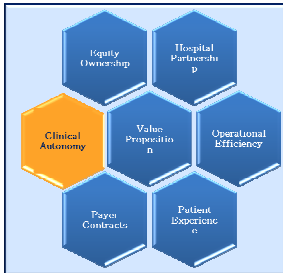 Equity
Ownership
Hospital
Partnershi
p
Clinical
Autonomy
Value
Propositio
n
Operational
Efficiency
Payer
Contracts
Patient
Experienc
e